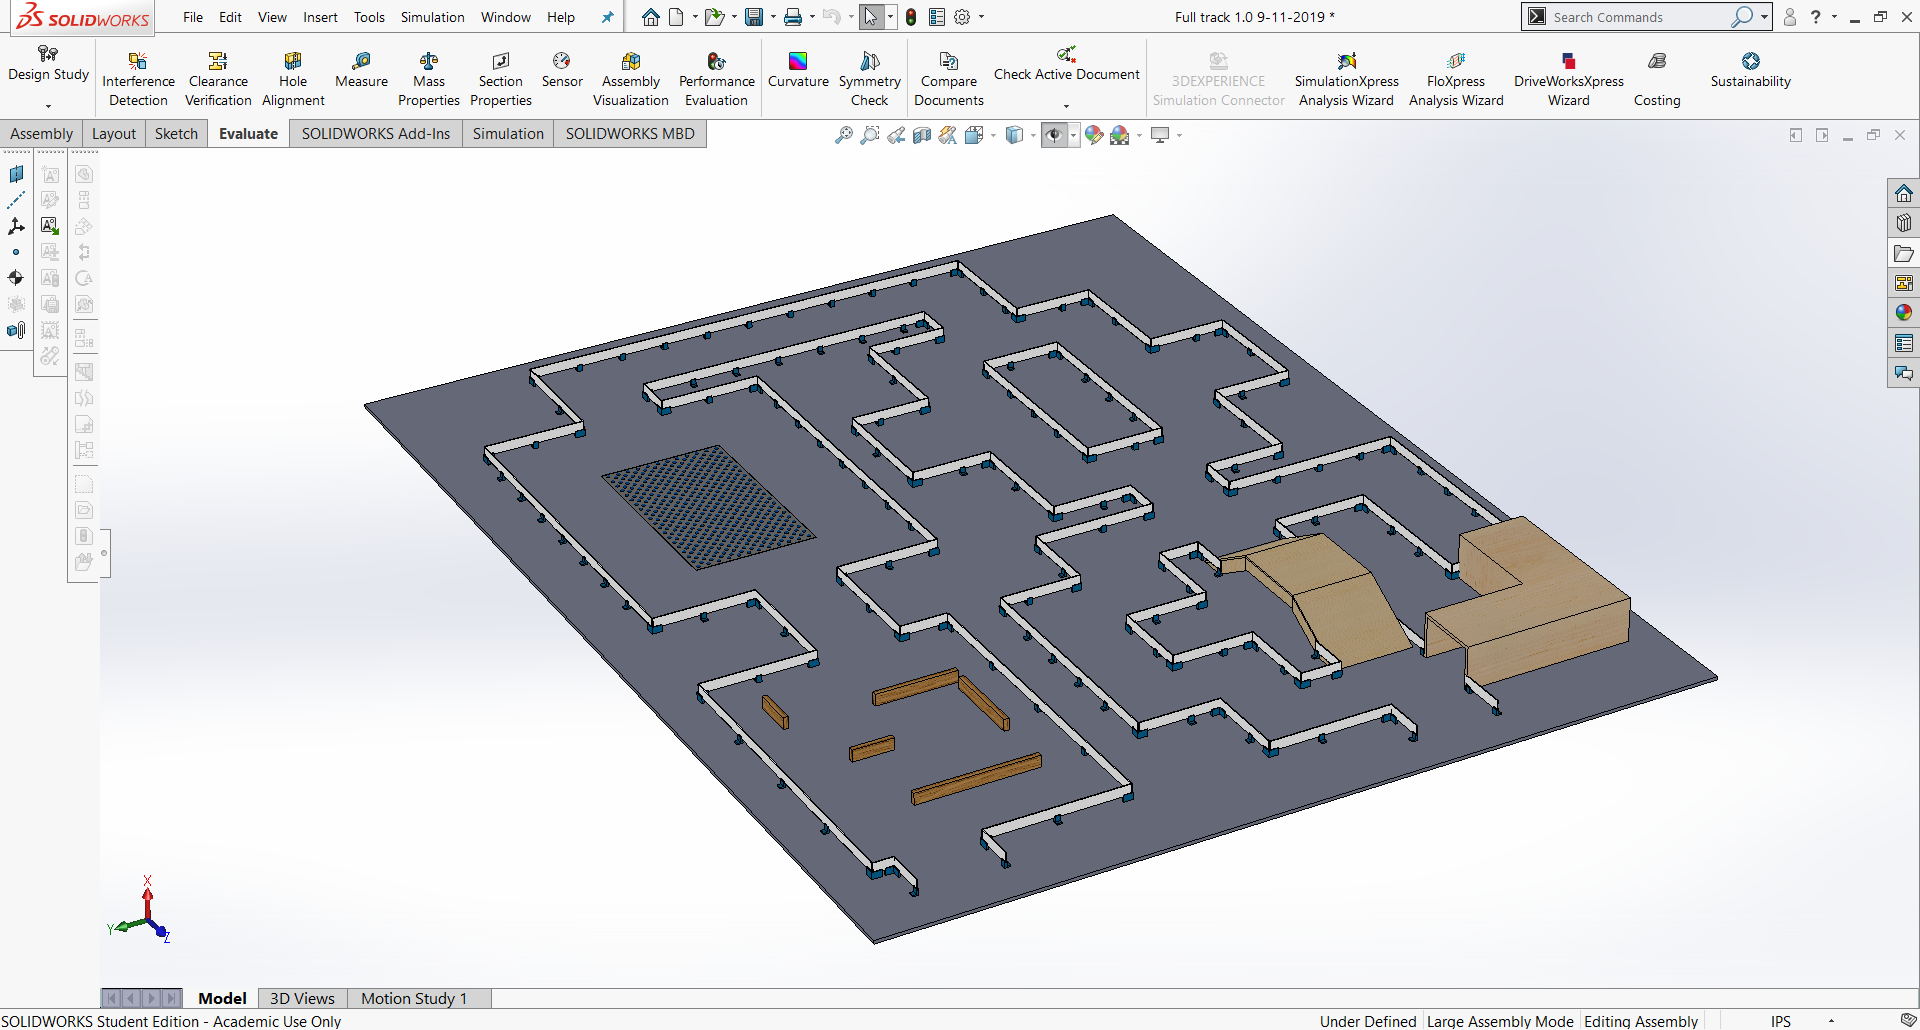 SOLIDWORKS
File Edit View Insert Tools Simulation Window Help
Full track 1.0 9-11-2019 *
Search Commands
?
Design Study
Interference Detection
Clearance Verification
Hole Alignment
Measure
Mass Properties
Section Properties
Sensor
Assembly Visualization
Performance Evaluation
Curvature
Symmetry Check
Compare Documents
Check Active Document
3DEXPERIENCE Simulation Connector
SimulationXpress Analysis Wizard
FloXpress Analysis Wizard
DriveWorksXpress Wizard
Costing
Sustainability
Assembly Layout Sketch Evaluate SOLIDWORKS Add-Ins Simulation SOLIDWORKS MBD
X
Y
Z
Model 3D Views Motion Study 1
SOLIDWORKS Student Edition - Academic Use Only
Under Defined Large Assembly Mode Editing Assembly IPS